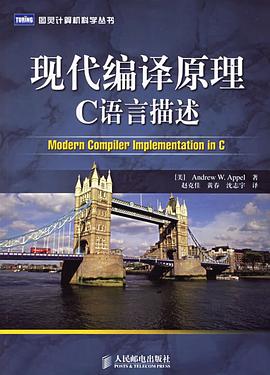 TURING 图灵计算机科学丛书
现代编译原理
C语言描述
Modern Compiler Implementation in C
[美] Andrew W. Appel 著
赵克佳 黄春 沈志宇 译
人民邮电出版社
POSTS & TELECOM PRESS